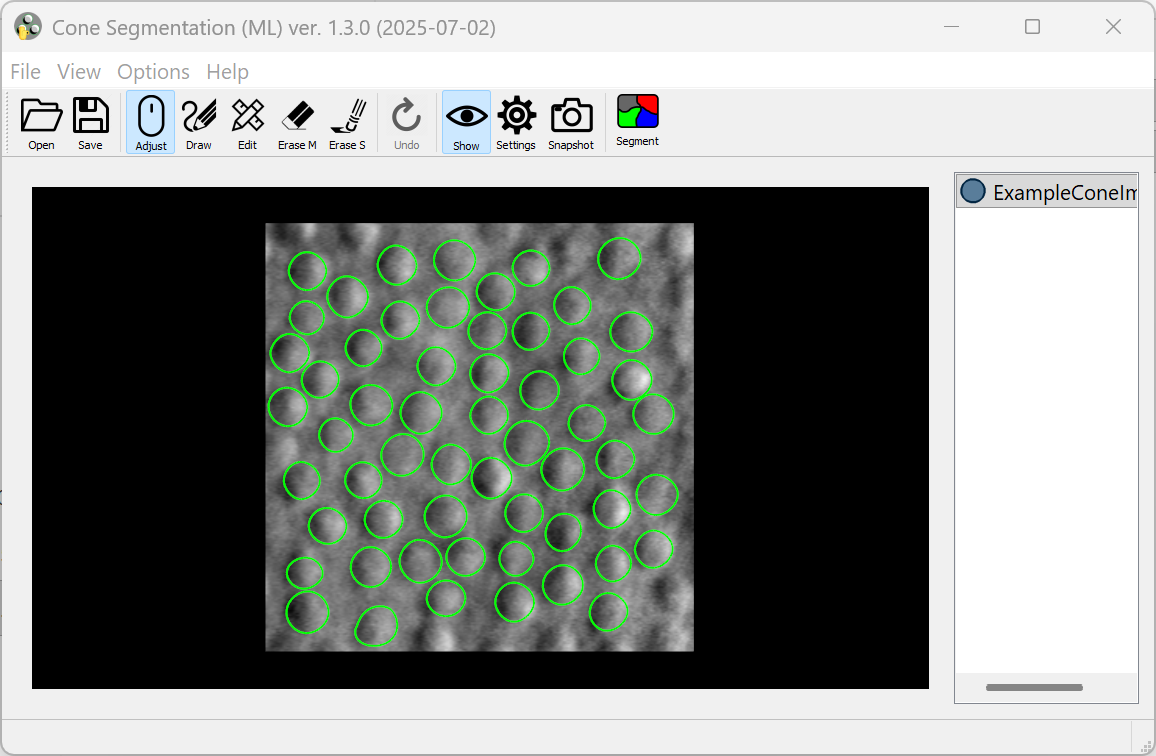 Cone Segmentation (ML) ver. 1.3.0 (2025-07-02)
File View Options Help
Open Save Adjust Draw Edit Erase M Erase S Undo Show Settings Snapshot Segment
ExampleConeIm